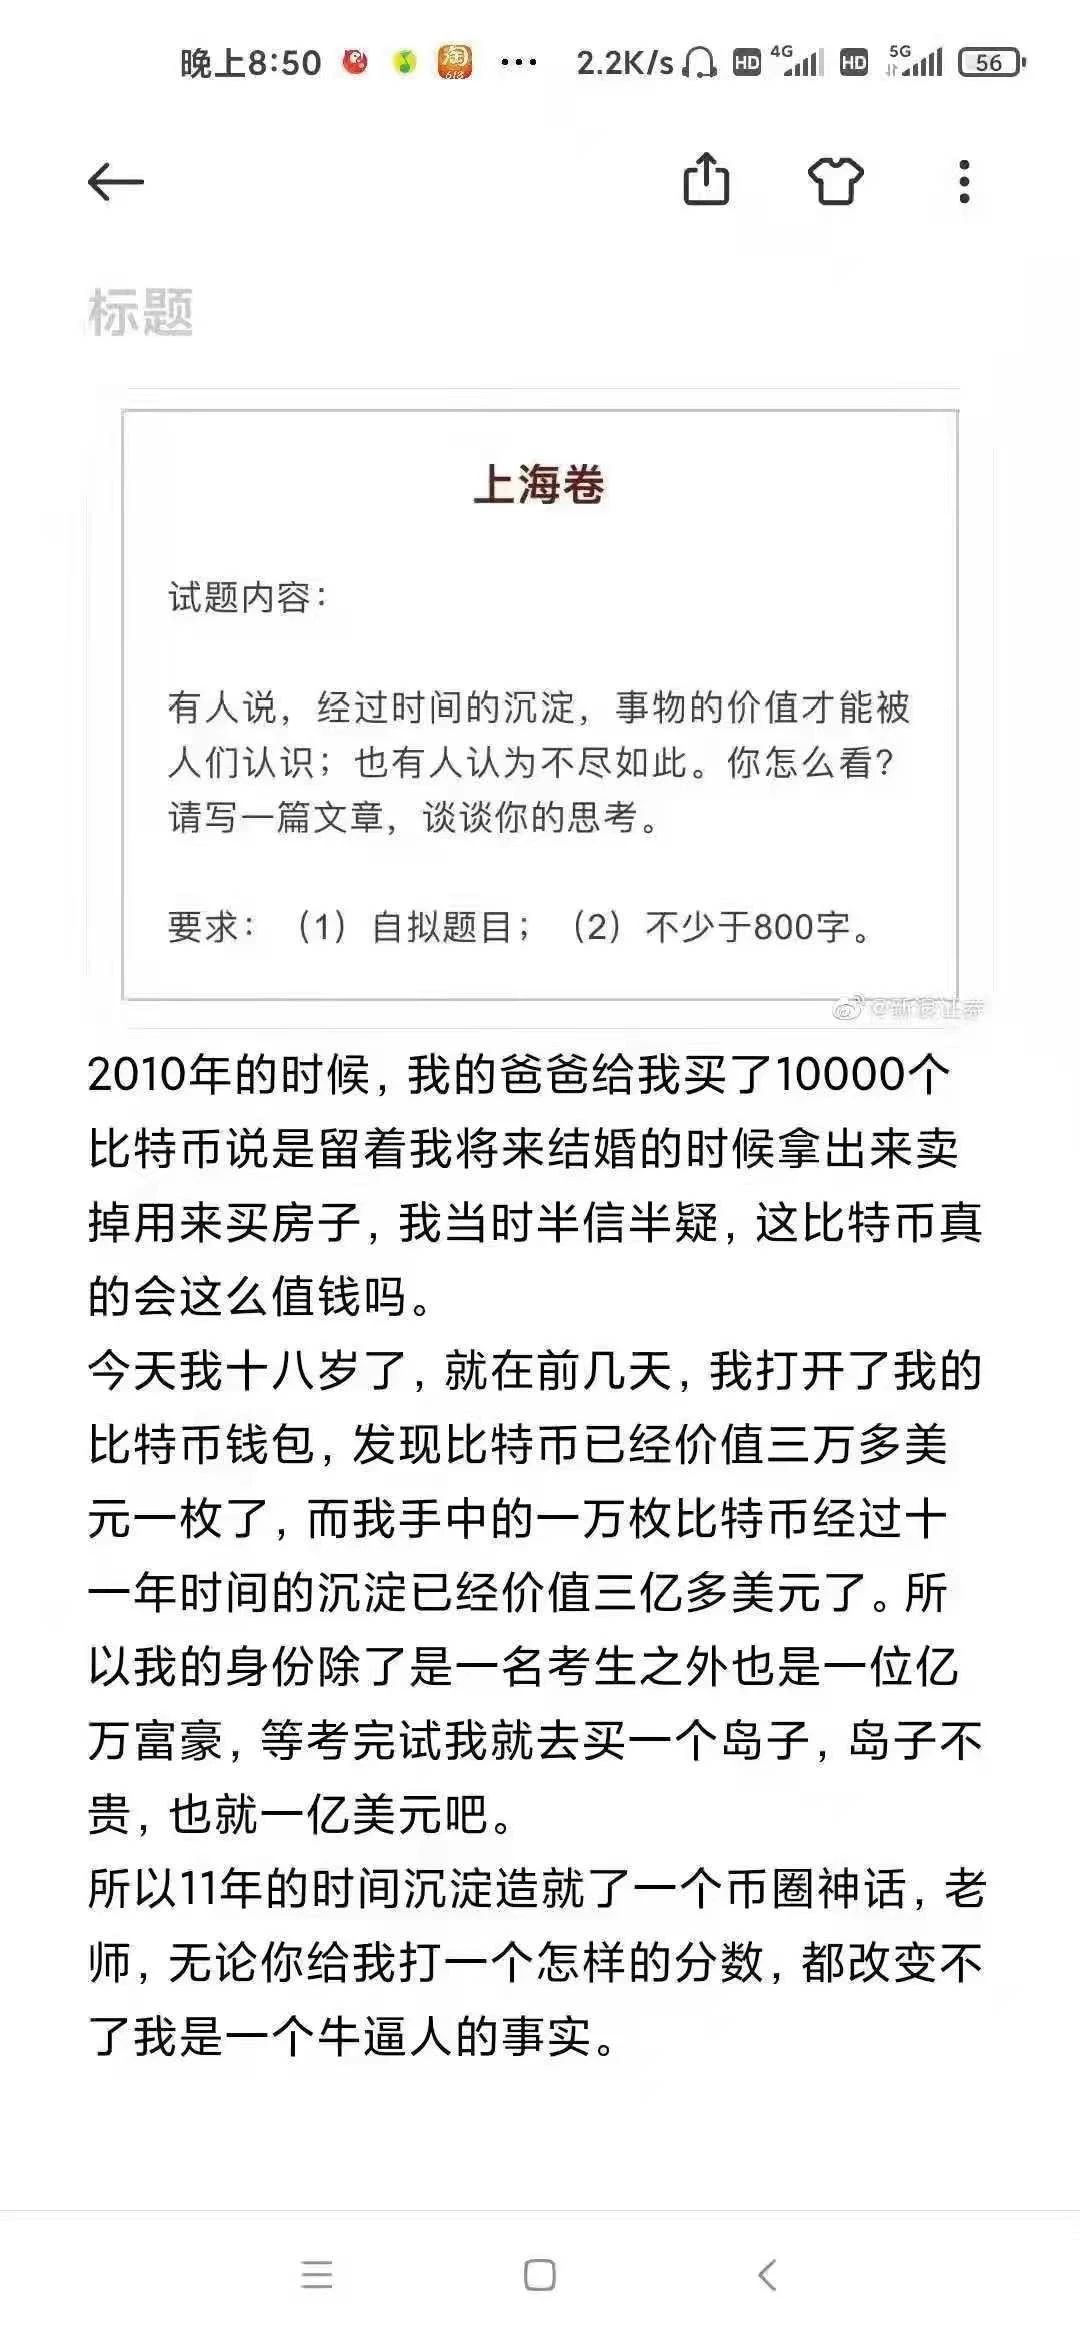 晚上8:50 淘 618 ... 2.2K/s HD 4G HD 5G 56
标题
上海卷
试题内容：
有人说，经过时间的沉淀，事物的价值才能被
人们认识；也有人认为不尽如此。你怎么看？
请写一篇文章，谈谈你的思考。
要求：（1）自拟题目；（2）不少于800字。
@新浪证券
2010年的时候，我的爸爸给我买了10000个
比特币说是留着我将来结婚的时候拿出来卖
掉用来买房子，我当时半信半疑，这比特币真
的会这么值钱吗。
今天我十八岁了，就在前几天，我打开了我的
比特币钱包，发现比特币已经价值三万多美
元一枚了，而我手中的一万枚比特币经过十
一年时间的沉淀已经价值三亿多美元了。所
以我的身份除了是一名考生之外也是一位亿
万富豪，等考完试我就去买一个岛子，岛子不
贵，也就一亿美元吧。
所以11年的时间沉淀造就了一个币圈神话，老
师，无论你给我打一个怎样的分数，都改变不
了我是一个牛逼人的事实。